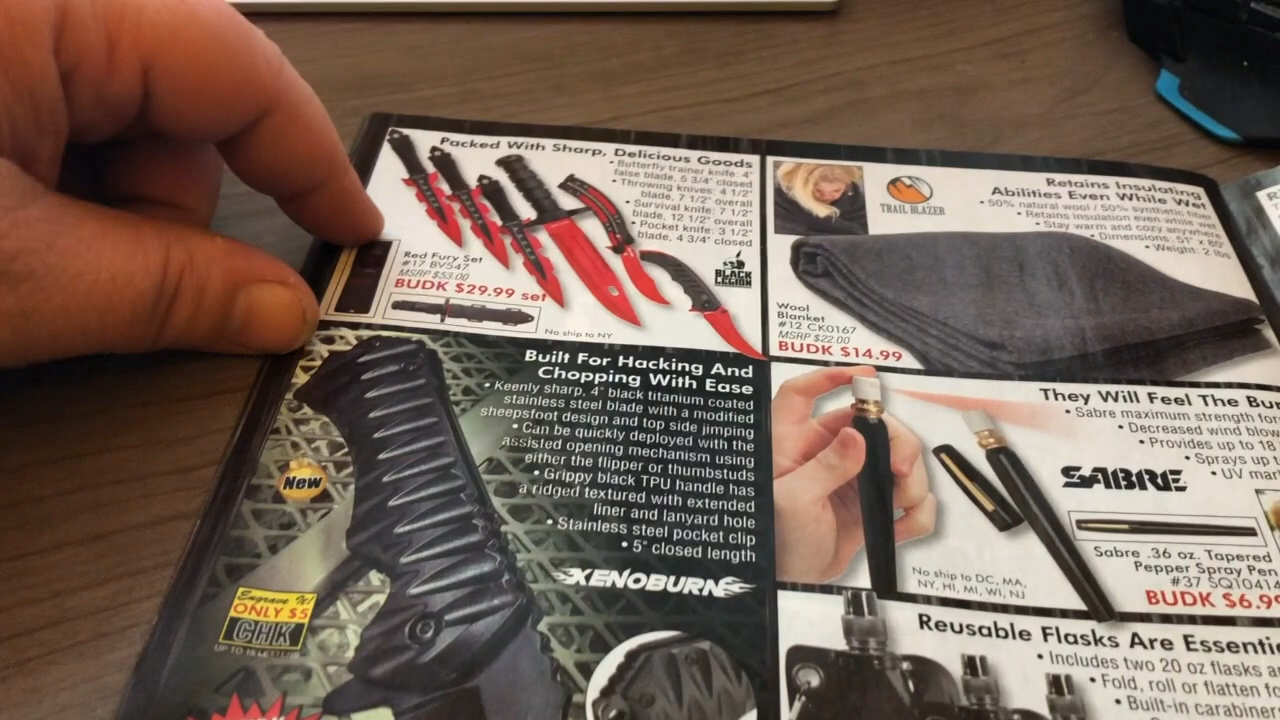 Packed With Sharp, Delicious Goods
• Butterfly trainer knife: 4"
false blade, 5 3/4" closed
• Throwing knives: 4 1/2"
blade, 7 1/2" overall
• Survival knife: 7 1/2"
blade, 12 1/2" overall
• Pocket knife: 3 1/2"
blade, 4 3/4" closed
Red Fury Set
#17 BV547
MSRP $53.00
BUDK $29.99 set
BLACK
LEGION
No ship to NY
TRAIL BLAZER
Retains Insulating
Abilities Even While Wet
• 50% natural wool / 50% synthetic fiber
• Retains insulation even while wet
• Stay warm and cozy anywhere
• Dimensions: 51" x 80"
• Weight: 2 lbs
Wool
Blanket
#12 CK0167
MSRP $22.00
BUDK $14.99
Built For Hacking And
Chopping With Ease
• Keenly sharp, 4" black titanium coated
stainless steel blade with a modified
sheepsfoot design and top side jimping
• Can be quickly deployed with the
assisted opening mechanism using
either the flipper or thumbstuds
• Grippy black TPU handle has
a ridged textured with extended
liner and lanyard hole
• Stainless steel pocket clip
• 5" closed length
XENOBURN
New
Engrave It!
ONLY $5
CHK
UP TO 15 LETTERS
They Will Feel The
• Sabre maximum strength
• Decreased wind
• Provides up to 18
• Sprays up
• UV
SABRE
Sabre .36 oz. Tapered
Pepper Spray Pen
#37
BUDK $6.99
No ship to DC, MA,
NY, HI, MI, WI, NJ
Reusable Flasks Are
• Includes two 20 oz flasks
• Fold, roll or flatten
• Built-in